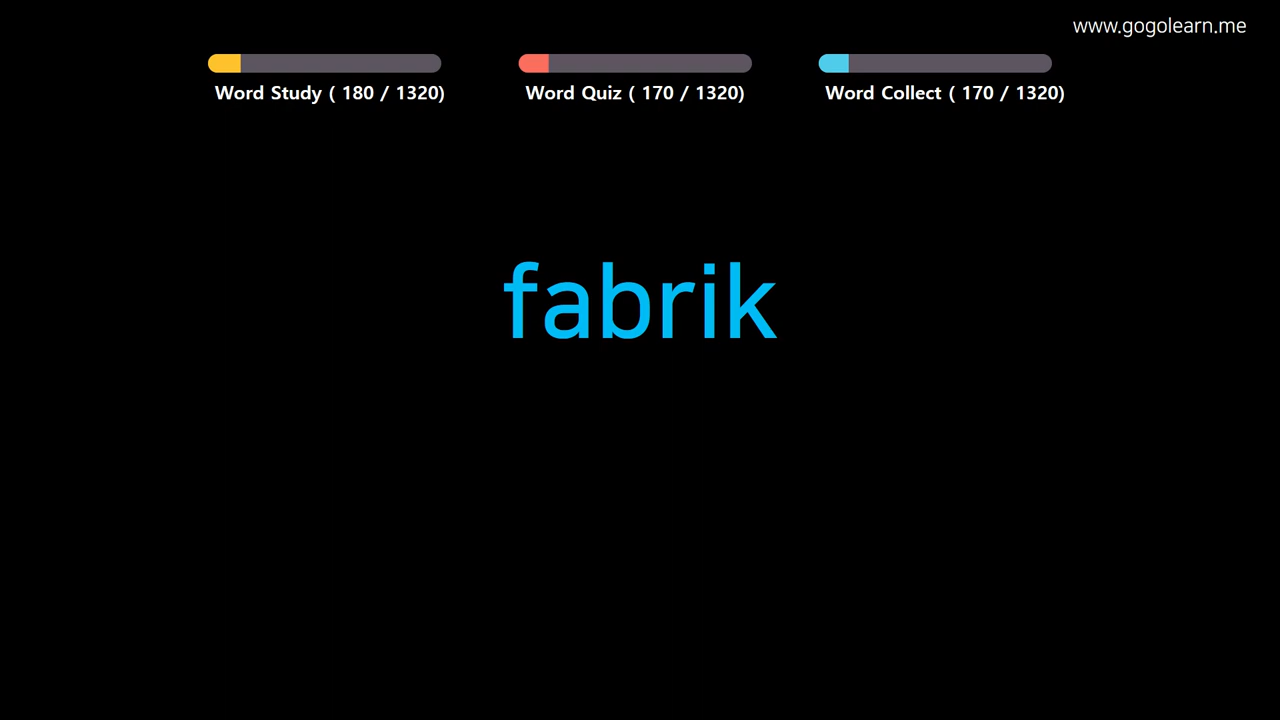 www.gogolearn.me
Word Study ( 180 / 1320)
Word Quiz ( 170 / 1320)
Word Collect ( 170 / 1320)
fabrik